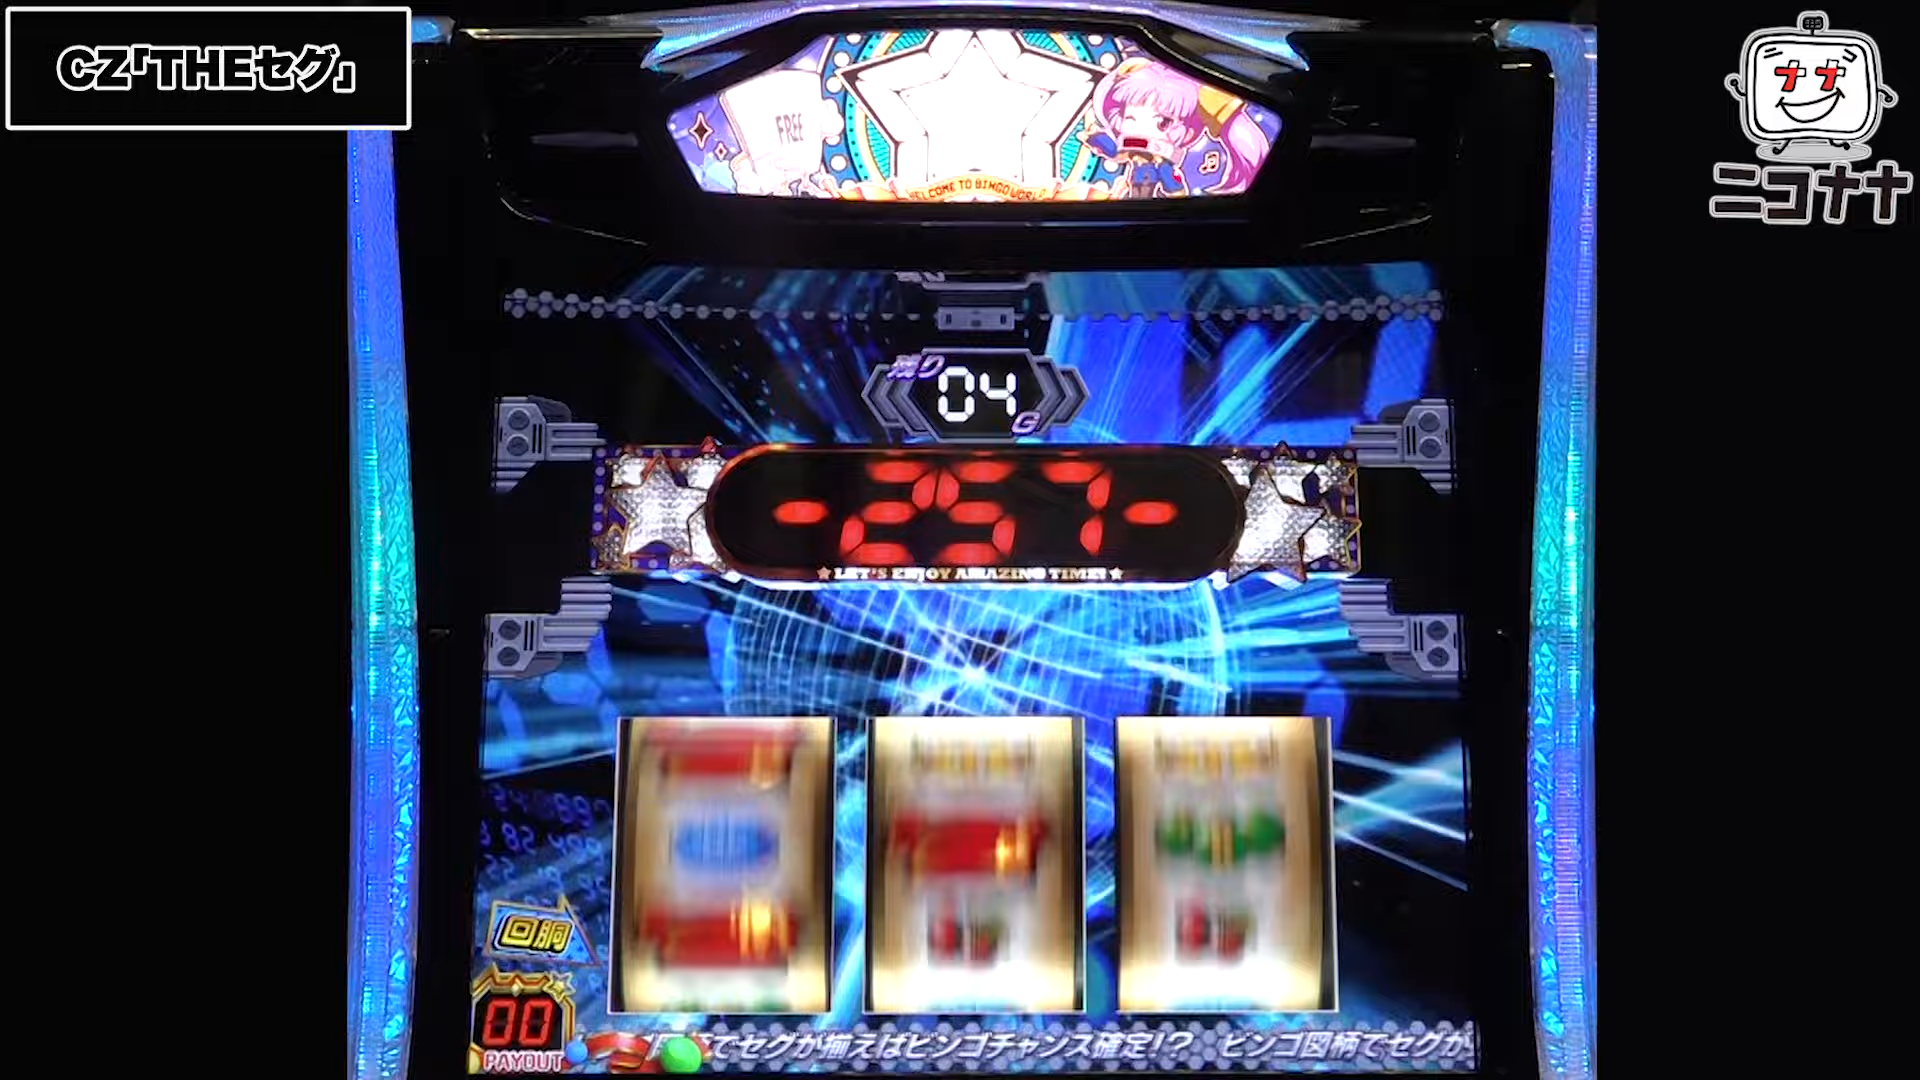 CZ「THEセグ」
ニコナナ
FREE
WELCOME TO BINGO WORLD
残り
04
G
-257-
★LET'S ENJOY AMAZING TIME!★
回胴
00
PAYOUT
でセグが揃えばビンゴチャンス確定!? ビンゴ図柄でセグが